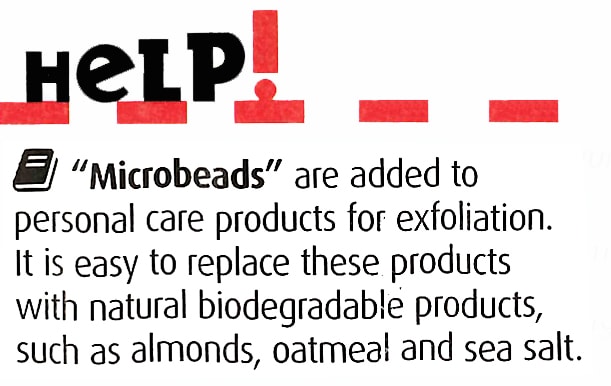 HeLP!
“Microbeads” are added to
personal care products for exfoliation.
It is easy to replace these products
with natural biodegradable products,
such as almonds, oatmeal and sea salt.